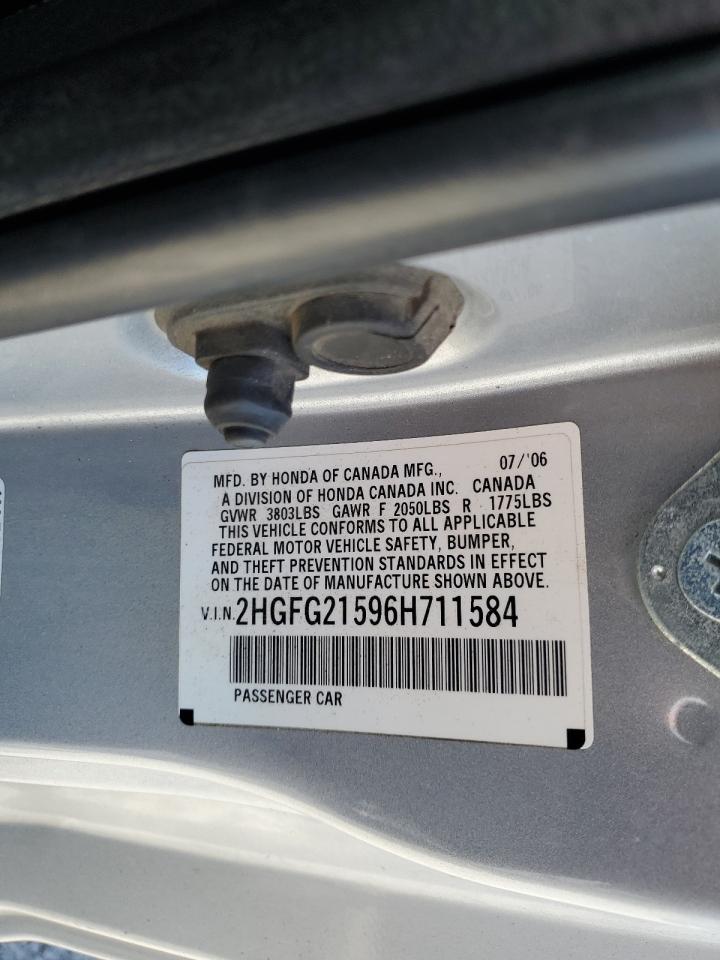 MFD. BY HONDA OF CANADA MFG., 07/'06
A DIVISION OF HONDA CANADA INC. CANADA
GVWR 3803LBS GAWR F 2050LBS R 1775LBS
THIS VEHICLE CONFORMS TO ALL APPLICABLE
FEDERAL MOTOR VEHICLE SAFETY, BUMPER,
AND THEFT PREVENTION STANDARDS IN EFFECT
ON THE DATE OF MANUFACTURE SHOWN ABOVE.
V.I.N. 2HGFG21596H711584
PASSENGER CAR